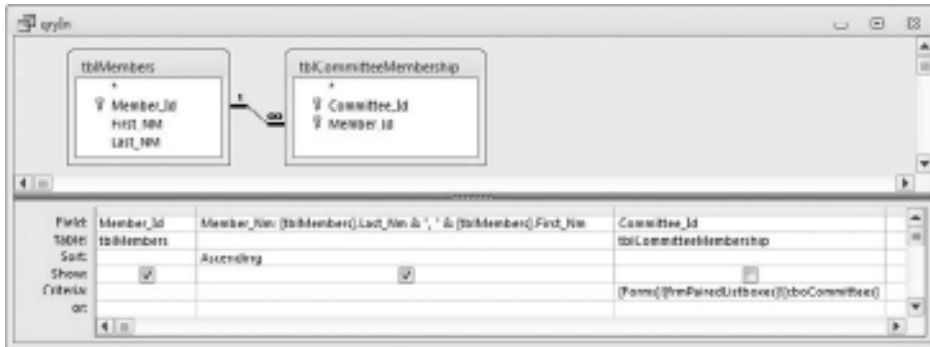 qryIn
tblMembers
*
Member_Id
First_NM
Last_NM
1
∞
tblCommitteeMembership
*
Committee_Id
Member_Id
Field: Member_Id Member_Nm: [tblMembers].Last_Nm & ", " & [tblMembers].First_Nm Committee_Id
Table: tblMembers tblCommitteeMembership
Sort: Ascending
Show:
Criteria: [Forms]![frmPairedListboxes]![cboCommittees]
or: